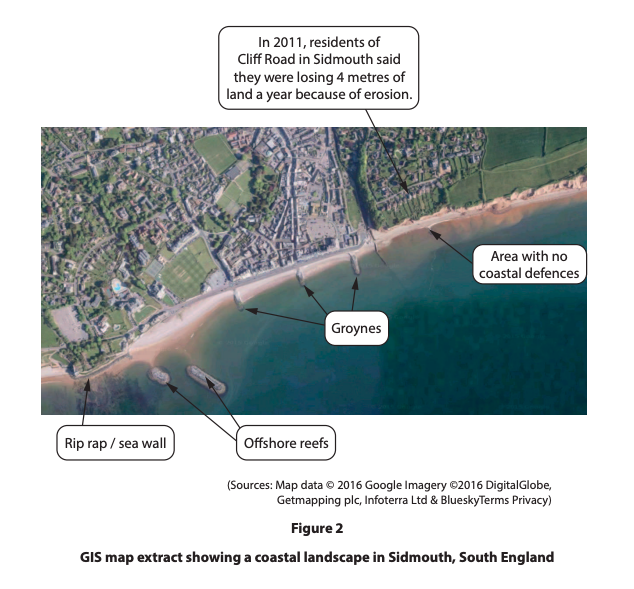 In 2011, residents of
Cliff Road in Sidmouth said
they were losing 4 metres of
land a year because of erosion.
Area with no
coastal defences
Groynes
Rip rap / sea wall
Offshore reefs
(Sources: Map data © 2016 Google Imagery ©2016 DigitalGlobe,
Getmapping plc, Infoterra Ltd & BlueskyTerms Privacy)
Figure 2
GIS map extract showing a coastal landscape in Sidmouth, South England